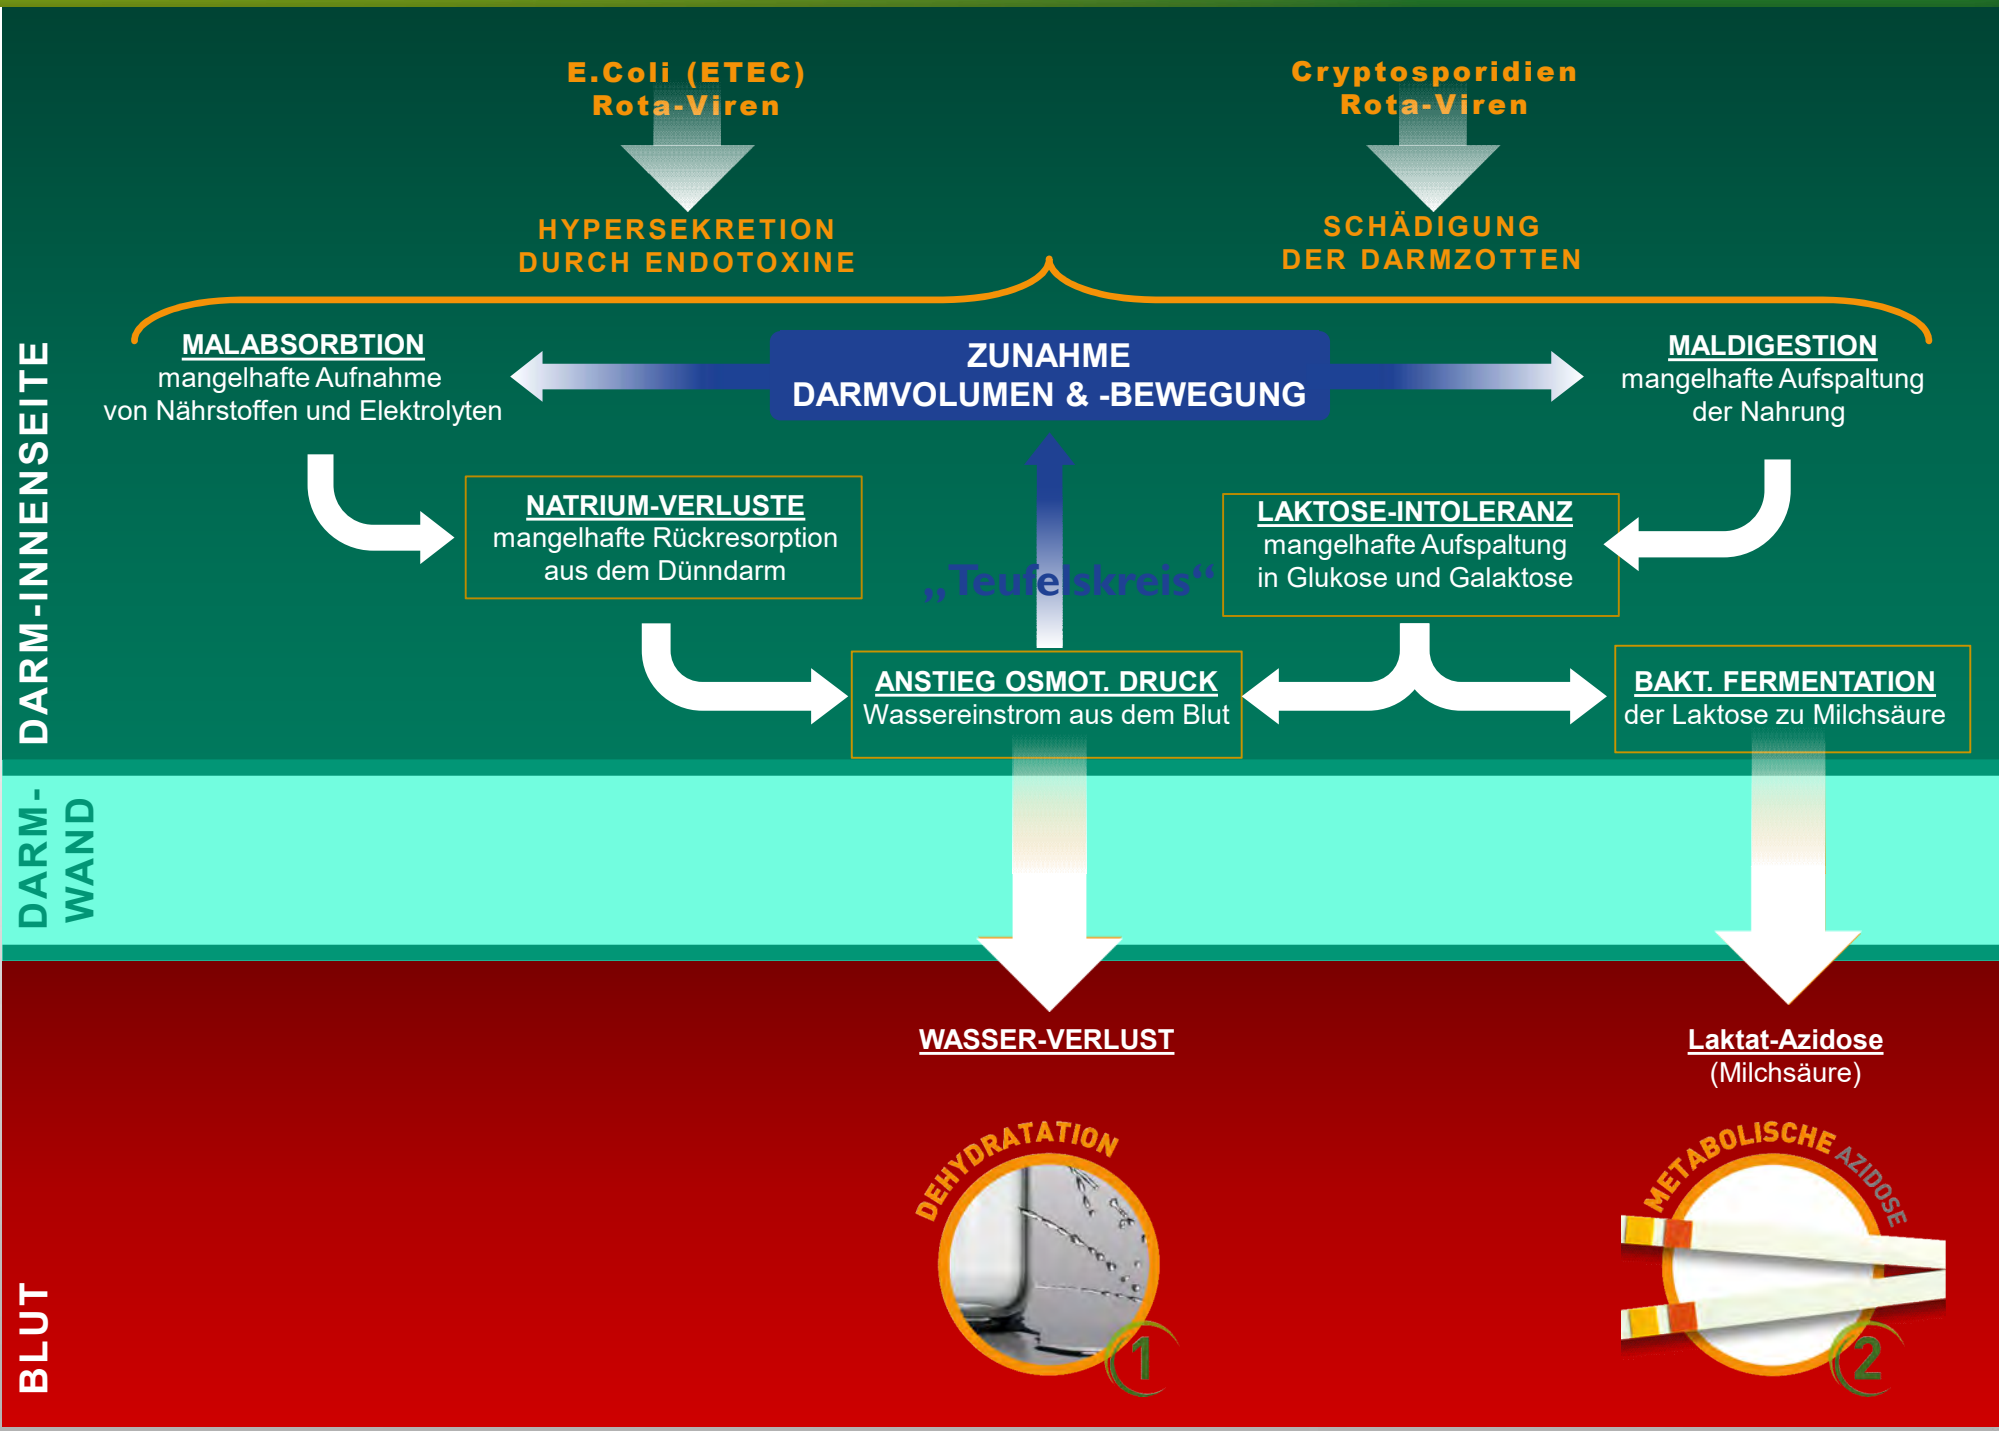 E.Coli (ETEC)
Rota-Viren
Cryptosporidien
Rota-Viren
HYPERSEKRETION
DURCH ENDOTOXINE
SCHÄDIGUNG
DER DARMZOTTEN
DARM-INNENSEITE
MALABSORBTION
mangelhafte Aufnahme
von Nährstoffen und Elektrolyten
ZUNAHME
DARMVOLUMEN & -BEWEGUNG
MALDIGESTION
mangelhafte Aufspaltung
der Nahrung
NATRIUM-VERLUSTE
mangelhafte Rückresorption
aus dem Dünndarm
„Teufelskreis“
LAKTOSE-INTOLERANZ
mangelhafte Aufspaltung
in Glukose und Galaktose
ANSTIEG OSMOT. DRUCK
Wassereinstrom aus dem Blut
BAKT. FERMENTATION
der Laktose zu Milchsäure
DARM-
WAND
BLUT
WASSER-VERLUST
Laktat-Azidose
(Milchsäure)
DEHYDRATATION
1
METABOLISCHE AZIDOSE
2